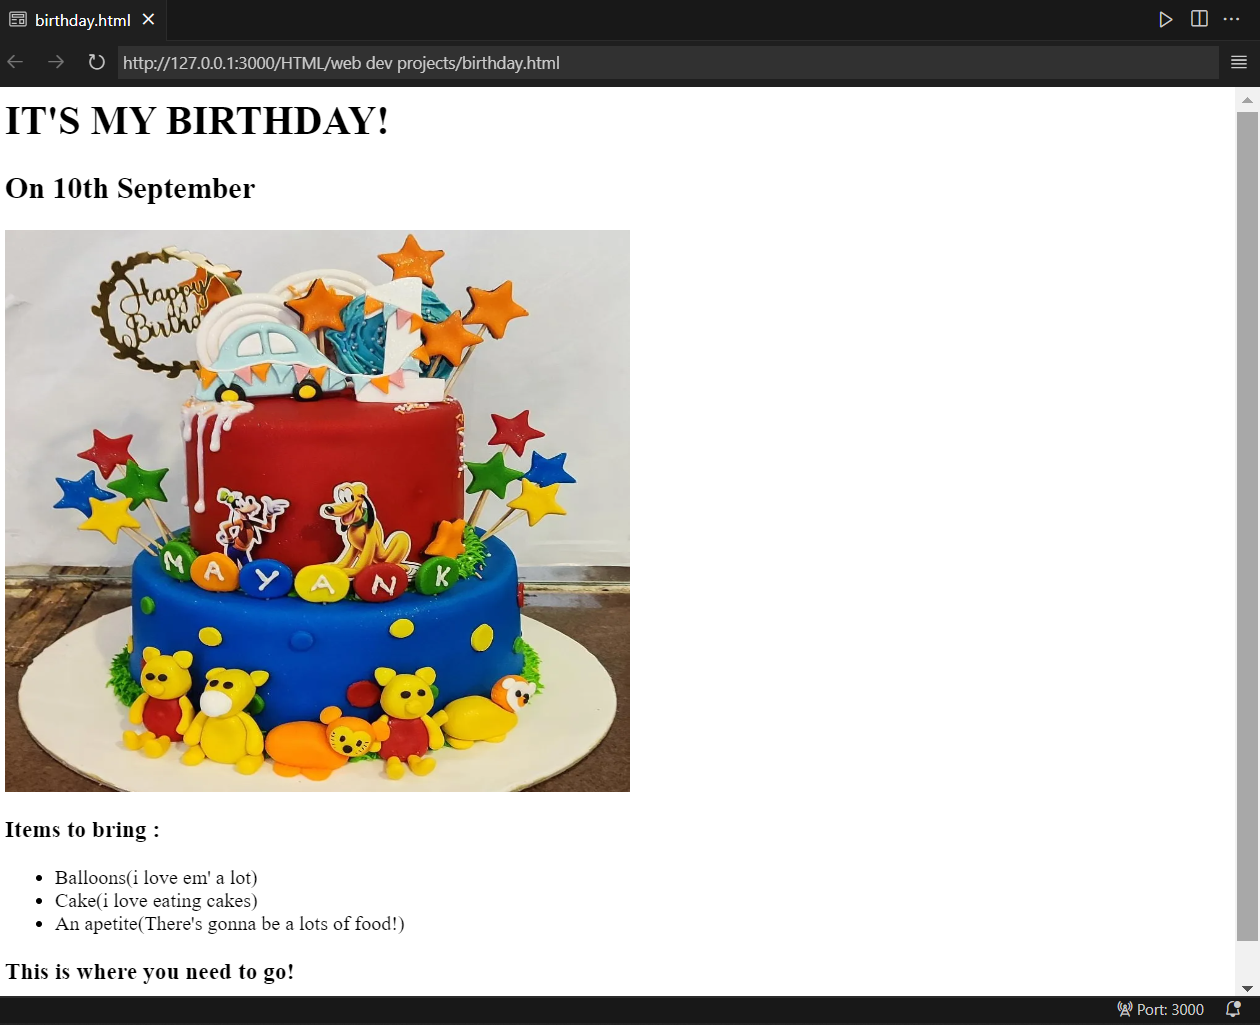 birthday.html
http://127.0.0.1:3000/HTML/web dev projects/birthday.html
IT'S MY BIRTHDAY!
On 10th September
Happy
Birthd
1
MAYANK
Items to bring :
Balloons(i love em' a lot)
Cake(i love eating cakes)
An apetite(There's gonna be a lots of food!)
This is where you need to go!
Port: 3000